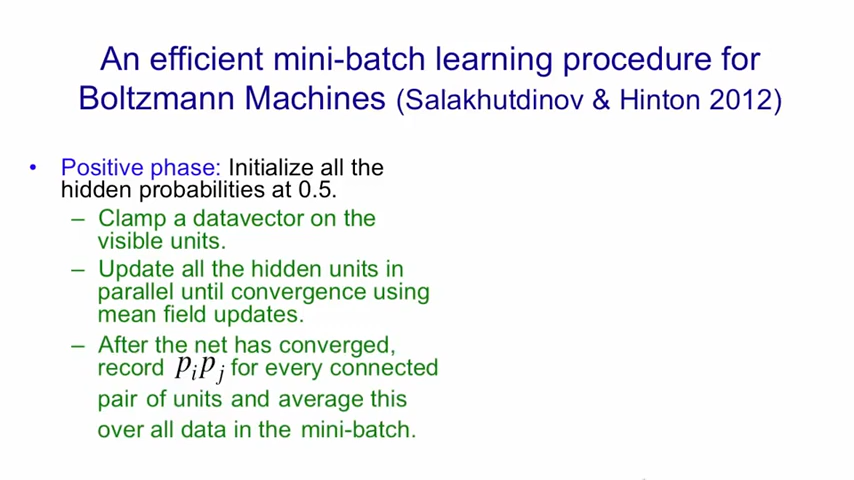 An efficient mini-batch learning procedure for
Boltzmann Machines (Salakhutdinov & Hinton 2012)
• Positive phase: Initialize all the
hidden probabilities at 0.5.
– Clamp a datavector on the
visible units.
– Update all the hidden units in
parallel until convergence using
mean field updates.
– After the net has converged,
record pᵢpⱼ for every connected
pair of units and average this
over all data in the mini-batch.